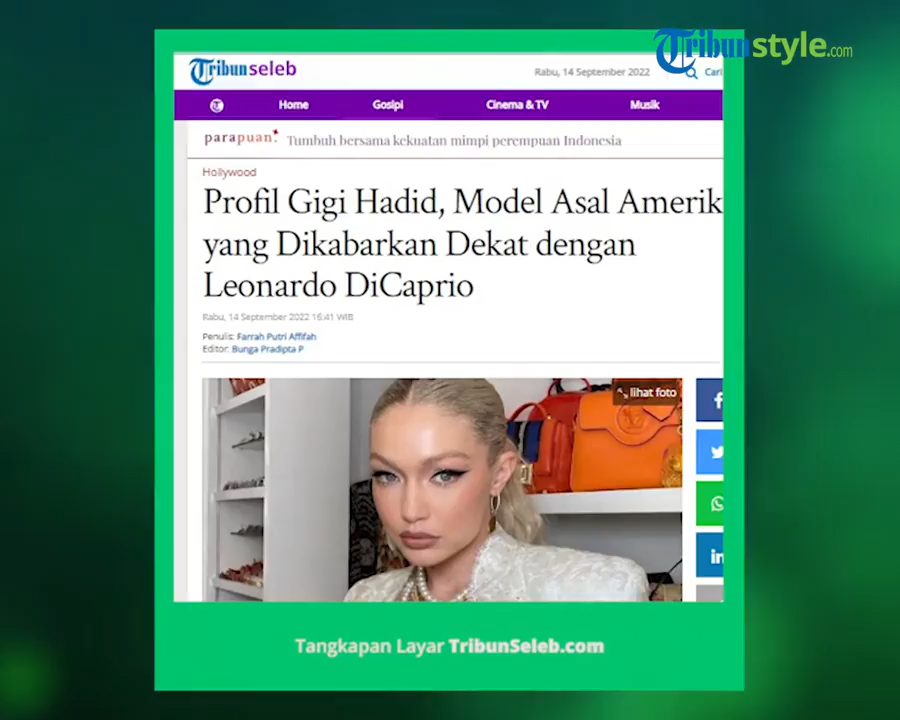 Tribunstyle.com
Tribunseleb
Rabu, 14 September 2022
Cari
Home Gosipi Cinema & TV Musik
parapuan. Tumbuh bersama kekuatan mimpi perempuan Indonesia
Hollywood
Profil Gigi Hadid, Model Asal Amerik
yang Dikabarkan Dekat dengan
Leonardo DiCaprio
Rabu, 14 September 2022 16:41 WIB
Penulis: Farrah Putri Affifah
Editor: Bunga Pradipta P
lihat foto
f
in
Tangkapan Layar TribunSeleb.com